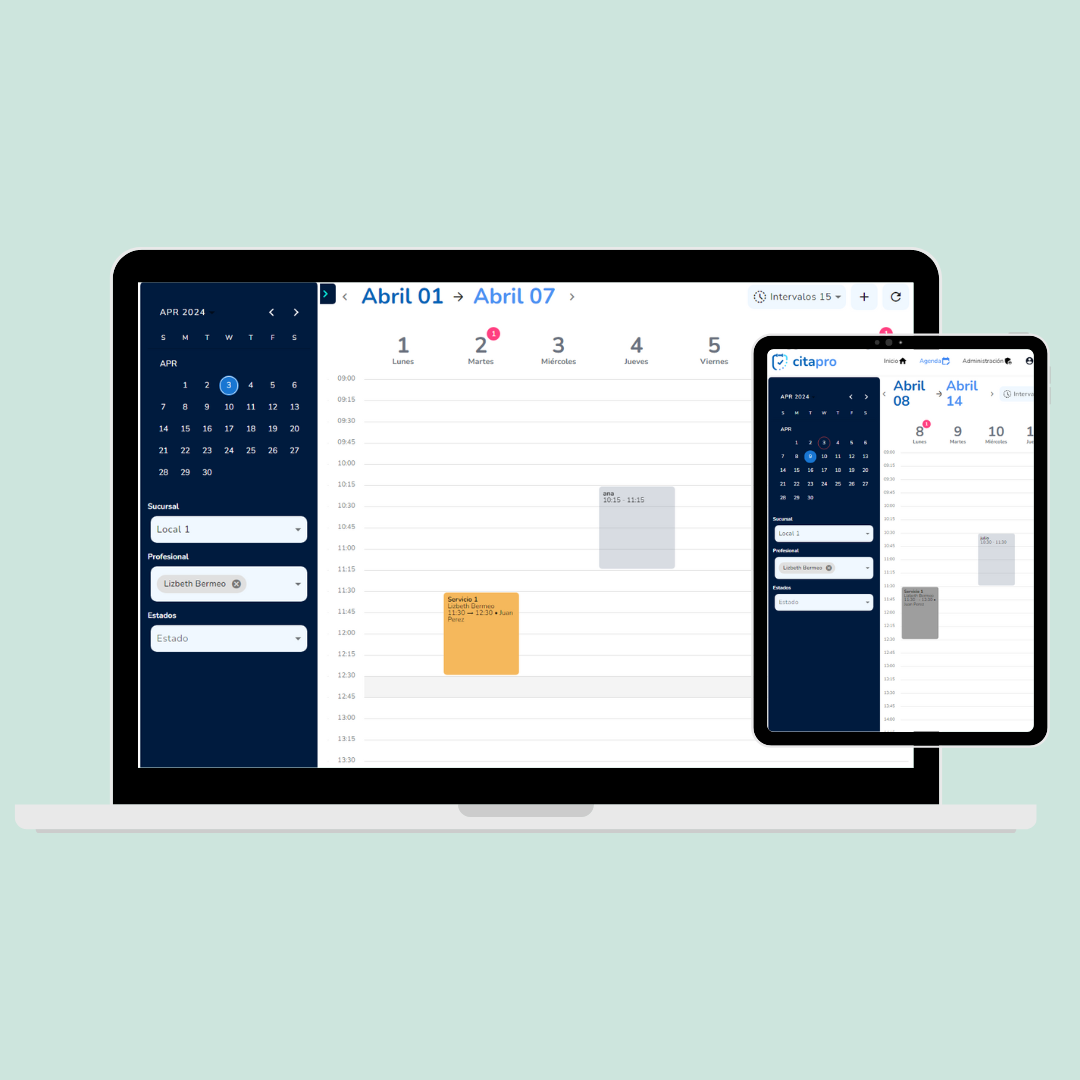 Abril 01 → Abril 07
Intervalos 15
APR 2024
S M T W T F S
APR
1 2 3 4 5 6
7 8 9 10 11 12 13
14 15 16 17 18 19 20
21 22 23 24 25 26 27
28 29 30
Sucursal
Local 1
Profesional
Lizbeth Bermeo
Estados
Estado
1
1 2 3 4 5
Lunes Martes Miércoles Jueves Viernes
09:00
09:15
09:30
09:45
10:00
10:15
10:30
10:45
11:00
11:15
11:30
11:45
12:00
12:15
12:30
12:45
13:00
13:15
13:30
ana
10:15 - 11:15
Servicio 1
Lizbeth Bermeo
11:30 → 12:30 • Juan
Perez
citapro
Inicio Agenda Administración
APR 2024
S M T W T F S
APR
1 2 3 4 5 6
7 8 9 10 11 12 13
14 15 16 17 18 19 20
21 22 23 24 25 26 27
28 29 30
Sucursal
Local 1
Profesional
Lizbeth Bermeo
Estados
Estado
Abril
08
→
Abril
14
Interva
1
8 9 10 1
Lunes Martes Miércoles
09:00
09:15
09:30
09:45
10:00
10:15
10:30
10:45
11:00
11:15
11:30
11:45
12:00
12:15
12:30
12:45
13:00
13:15
13:30
13:45
14:00
10:30 - 11:30
Servicio 1
Lizbeth Bermeo
11:30 → 12:30 •
Juan Perez